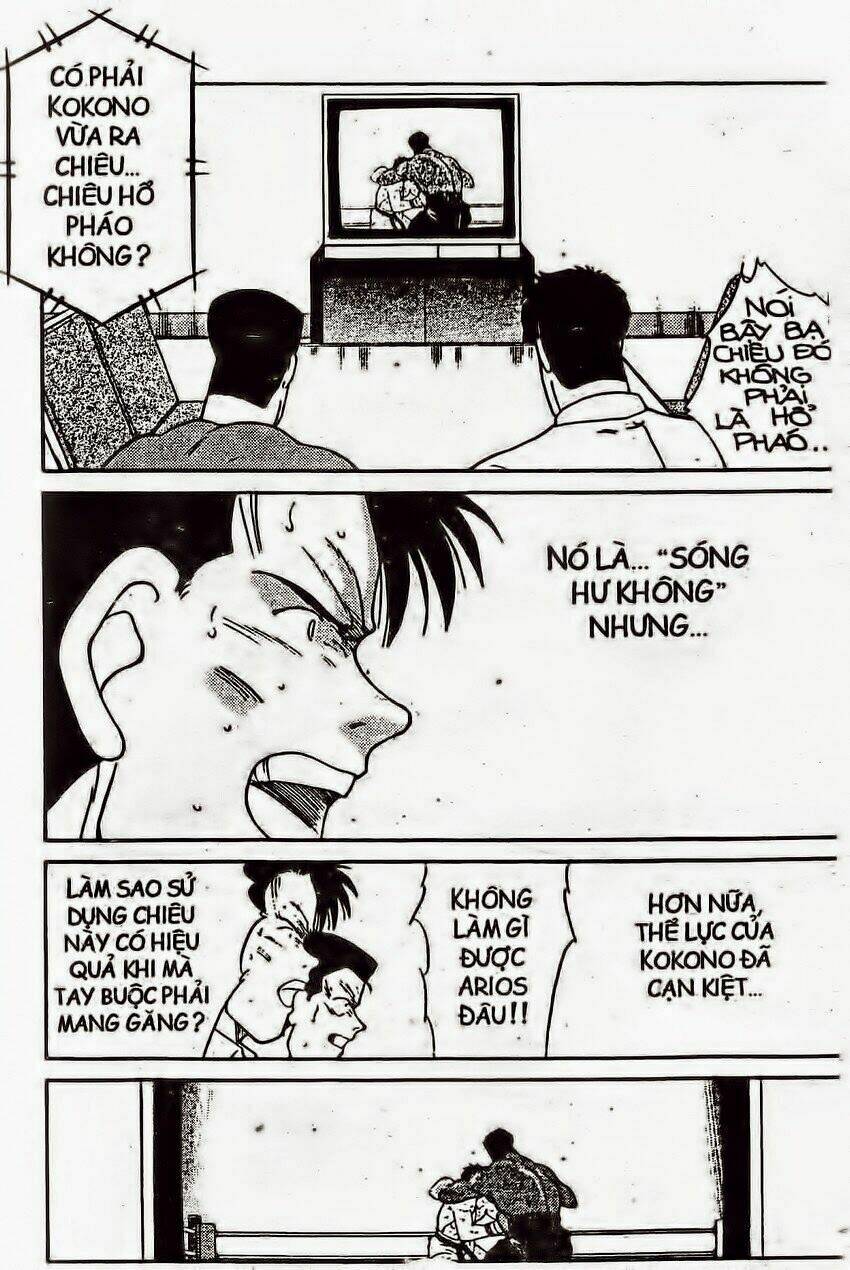 CÓ PHẢI
KOKONO
VỪA RA
CHIÊU...
CHIÊU HỔ
PHÁO
KHÔNG?
NÓI
BẬY BẠ
CHIÊU ĐÓ
KHÔNG
PHẢI
LÀ HỔ
PHAÓ..
NÓ LÀ... "SÓNG
HƯ KHÔNG"
NHƯNG...
LÀM SAO SỬ
DỤNG CHIÊU
NÀY CÓ HIỆU
QUẢ KHI MÀ
TAY BUỘC PHẢI
MANG GĂNG?
KHÔNG
LÀM GÌ
ĐƯỢC
ARIOS
ĐÂU!!
HƠN NỮA,
THỂ LỰC CỦA
KOKONO ĐÃ
CẠN KIỆT...